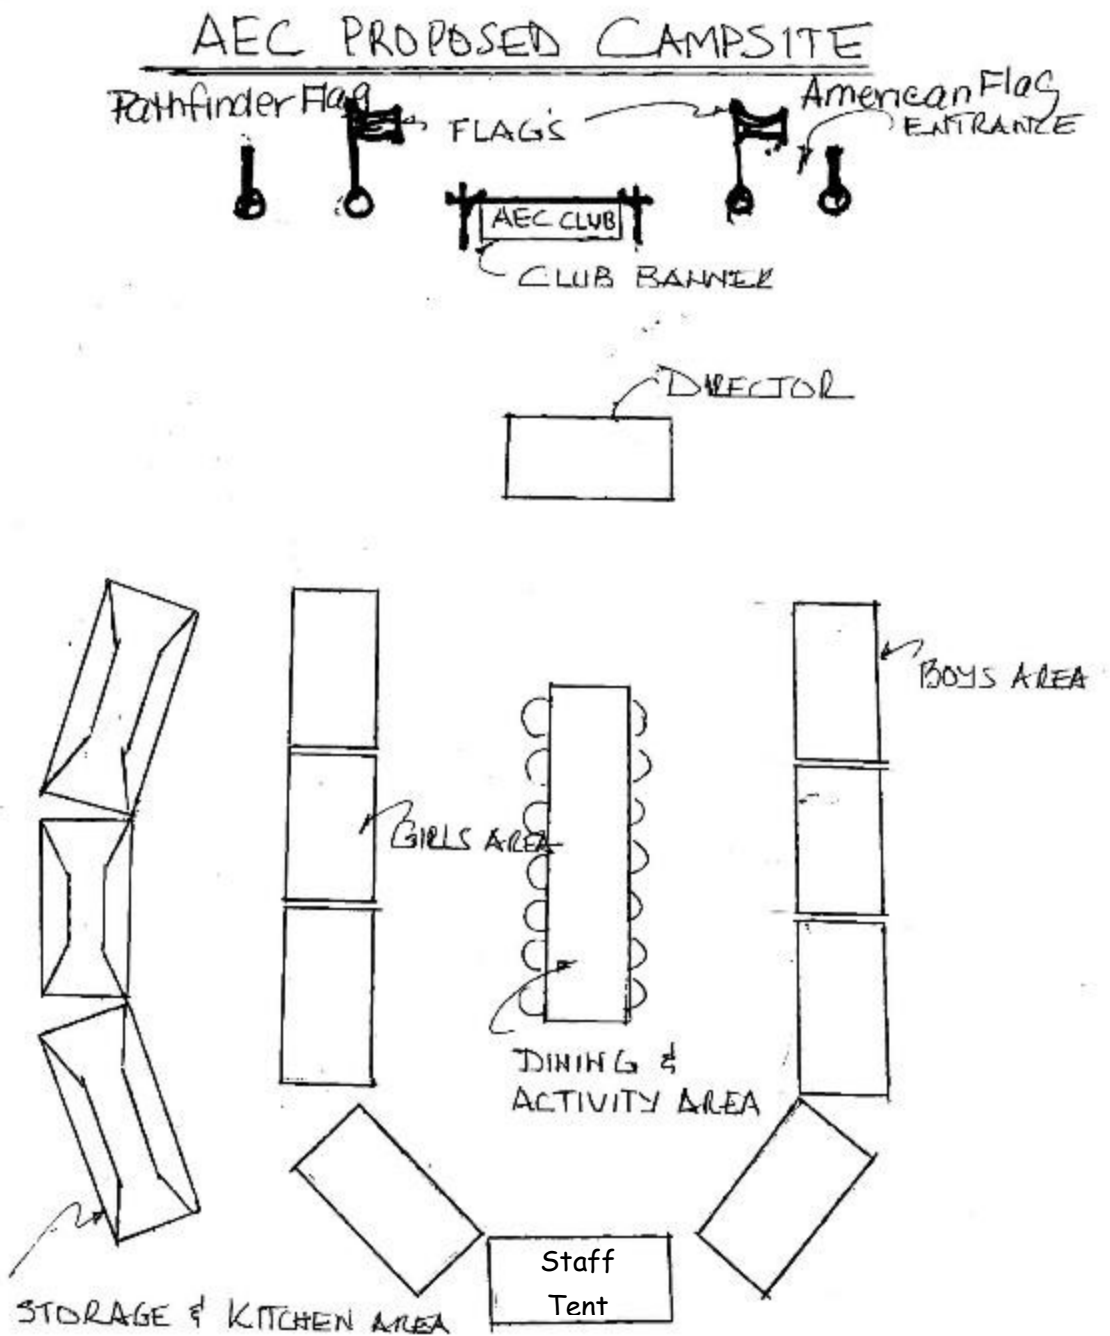 AEC PROPOSED CAMPSITE
Pathfinder Flag
American Flag
FLAG'S
ENTRANCE
AEC CLUB
CLUB BANNER
DIRECTOR
BOYS AREA
GIRLS AREA
DINING &
ACTIVITY AREA
Staff
Tent
STORAGE & KITCHEN AREA